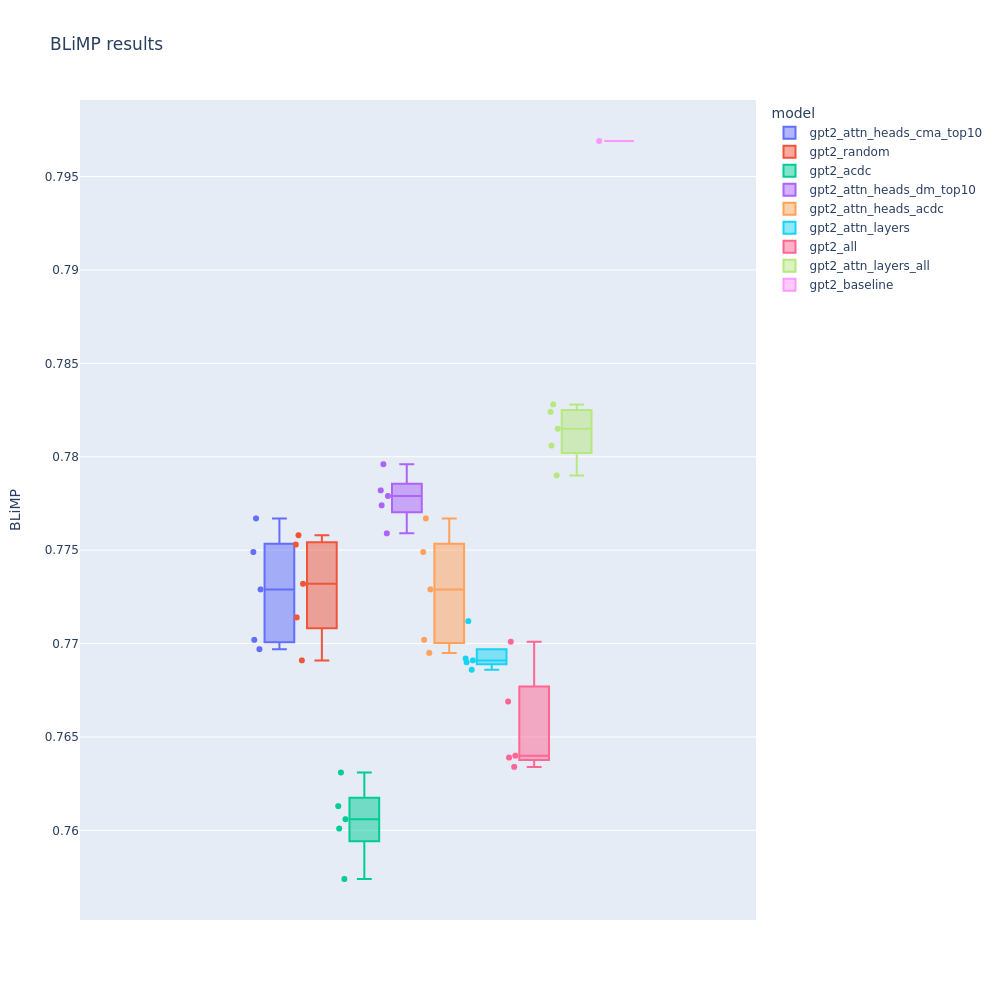 BLiMP results
model
gpt2_attn_heads_cma_top10
gpt2_random
gpt2_acdc
gpt2_attn_heads_dm_top10
gpt2_attn_heads_acdc
gpt2_attn_layers
gpt2_all
gpt2_attn_layers_all
gpt2_baseline
0.795
0.79
0.785
0.78
0.775
0.77
0.765
0.76
BLiMP